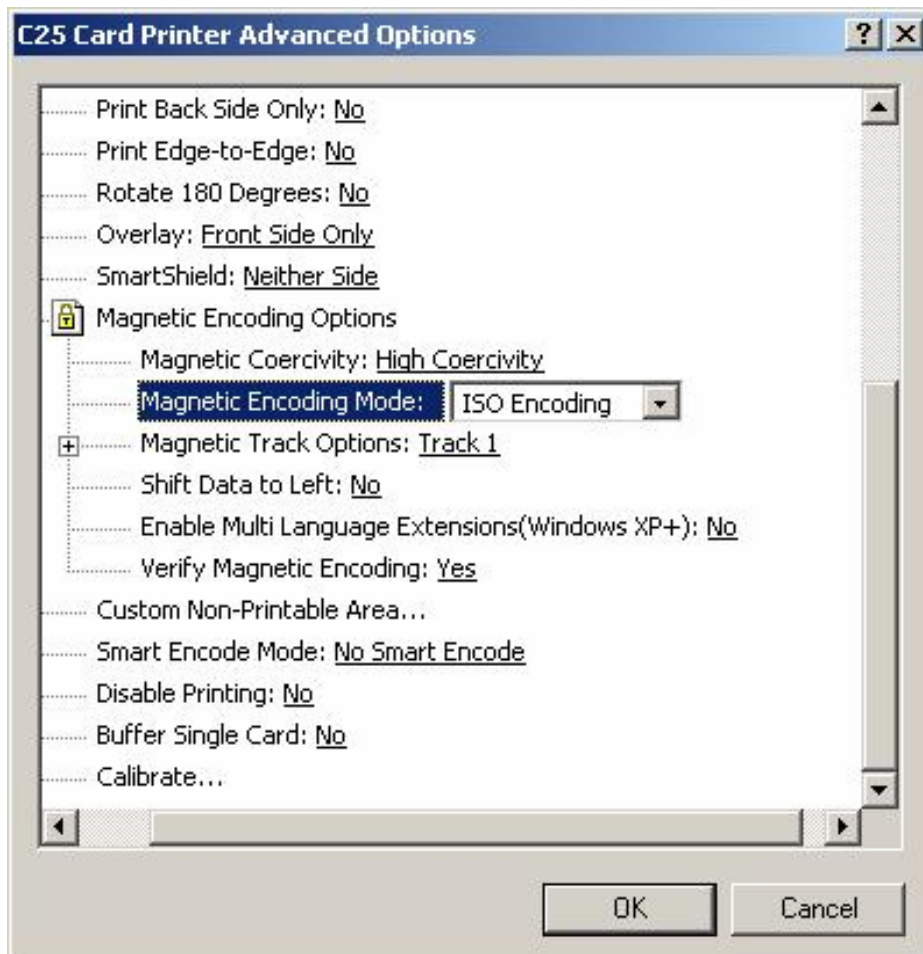 C25 Card Printer Advanced Options
Print Back Side Only: No
Print Edge-to-Edge: No
Rotate 180 Degrees: No
Overlay: Front Side Only
SmartShield: Neither Side
Magnetic Encoding Options
Magnetic Coercivity: High Coercivity
Magnetic Encoding Mode: ISO Encoding
Magnetic Track Options: Track 1
Shift Data to Left: No
Enable Multi Language Extensions(Windows XP+): No
Verify Magnetic Encoding: Yes
Custom Non-Printable Area...
Smart Encode Mode: No Smart Encode
Disable Printing: No
Buffer Single Card: No
Calibrate...
OK Cancel